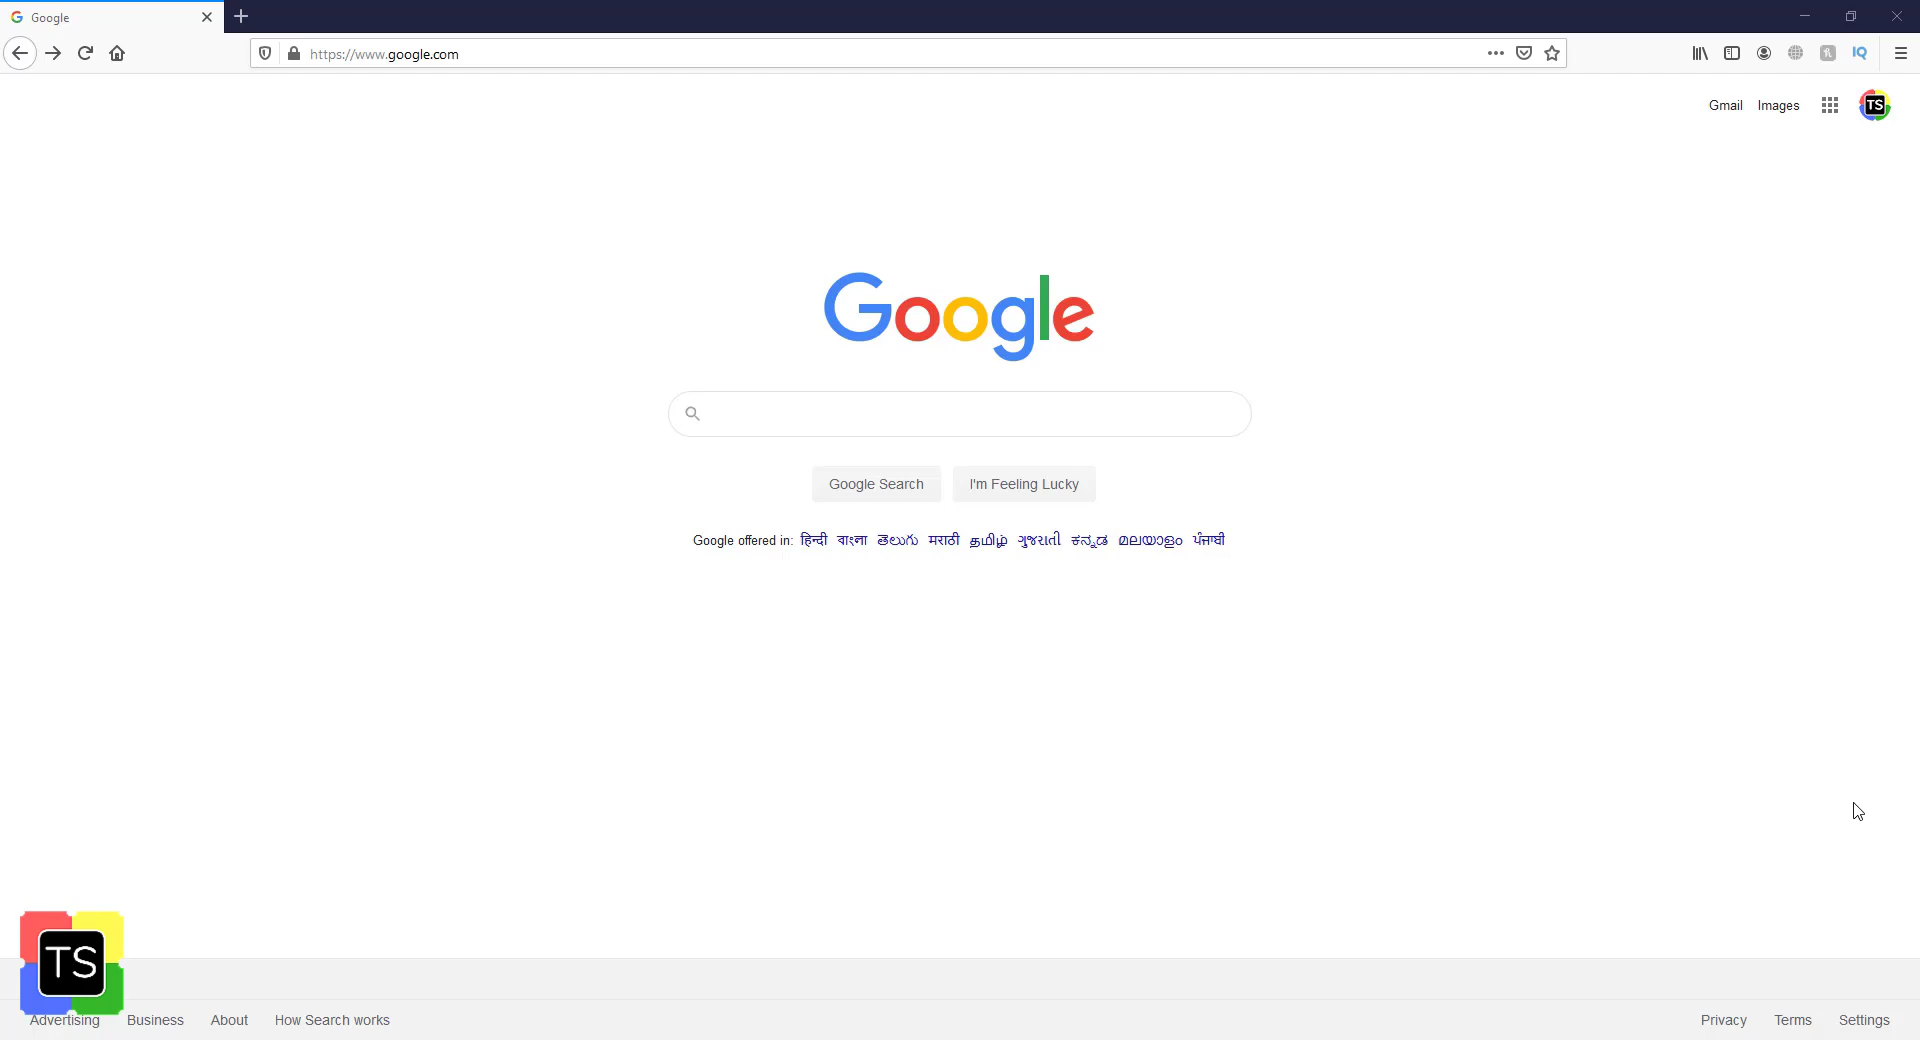 Google
https://www.google.com
IQ
Gmail Images TS
Google
Google Search I'm Feeling Lucky
Google offered in: हिन्दी বাংলা తెలుగు मराठी தமிழ் ગુજરાતી ಕನ್ನಡ മലയാളം ਪੰਜਾਬੀ
TS
Advertising Business About How Search works Privacy Terms Settings